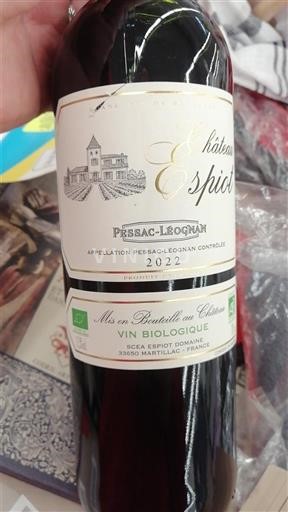 Château
Espiot
PESSAC-LÉOGNAN
APPELLATION PESSAC-LÉOGNAN CONTRÔLÉE
2022
PRODUIT
Mis en Bouteille au Château
VIN BIOLOGIQUE
SCEA ESPIOT DOMAINE
33650 MARTILLAC - FRANCE